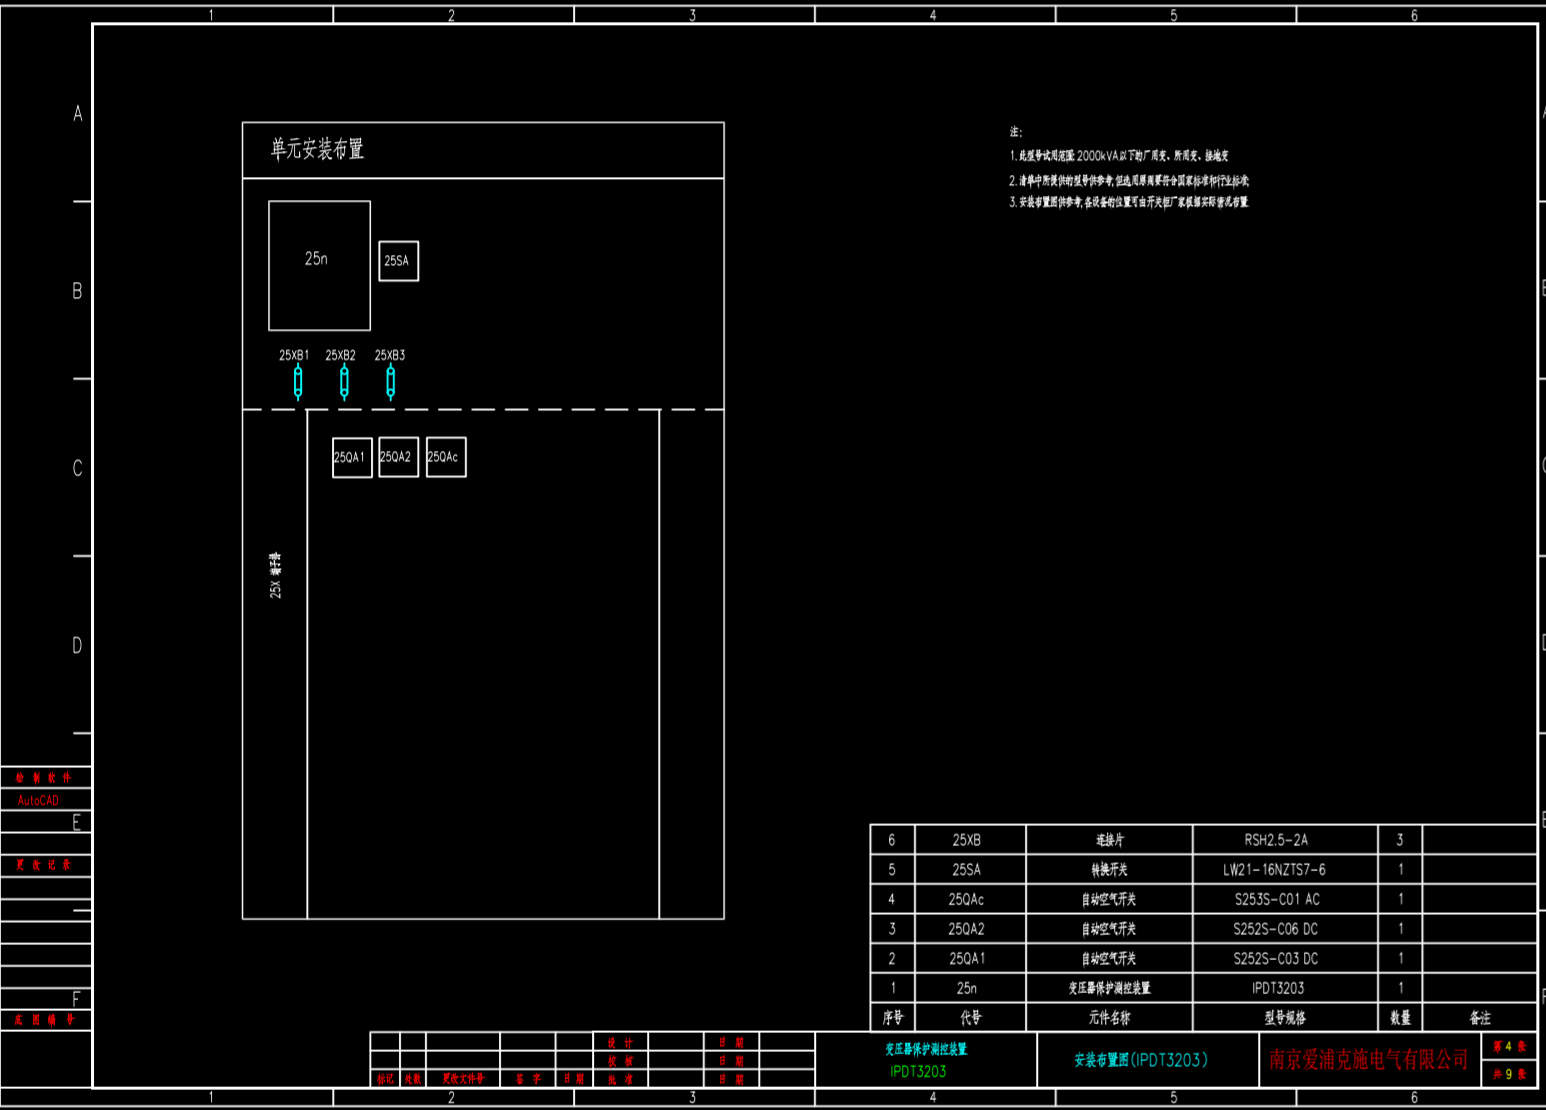 1 2 3 4 5 6
A
单元安装布置
注:
1. 此型号试用范围: 2000kVA以下的厂用变、所用变、接地变
2. 清单中所提供的型号供参考,但选用原则要符合国家标准和行业标准;
3. 安装布置图供参考,各设备的位置可由开关柜厂家根据实际情况布置
25n
25SA
B
25XB1 25XB2 25XB3
25QA1 25QA2 25QAc
C
25X 端子排
D
绘 制 软 件
AutoCAD
E
更 改 记 录
F
底 图 编 号
6 25XB 连接片 RSH2.5-2A 3
5 25SA 转换开关 LW21-16NZTS7-6 1
4 25QAc 自动空气开关 S253S-C01 AC 1
3 25QA2 自动空气开关 S252S-C06 DC 1
2 25QA1 自动空气开关 S252S-C03 DC 1
1 25n 变压器保护测控装置 IPDT3203 1
序号 代号 元件名称 型号规格 数量 备注
设 计 日 期
校 核 日 期
标记 处数 更改文件号 签 字 日 期 批 准 日 期
变压器保护测控装置
IPDT3203
安装布置图(IPDT3203)
南京爱浦克施电气有限公司
第 4 张
共 9 张
1 2 3 4 5 6